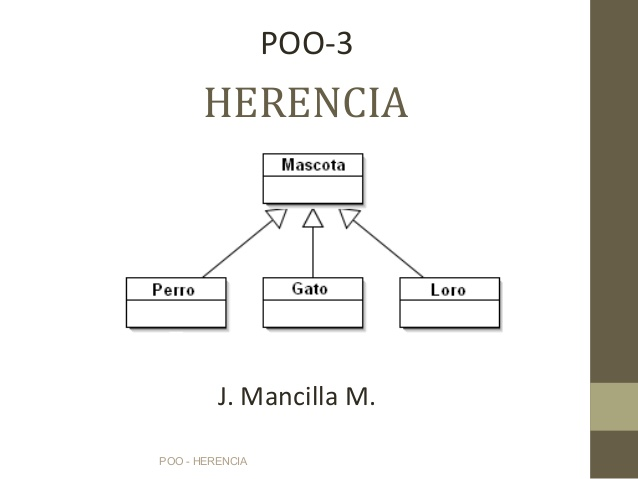 POO-3
HERENCIA
Mascota
Perro
Gato
Loro
J. Mancilla M.
POO - HERENCIA